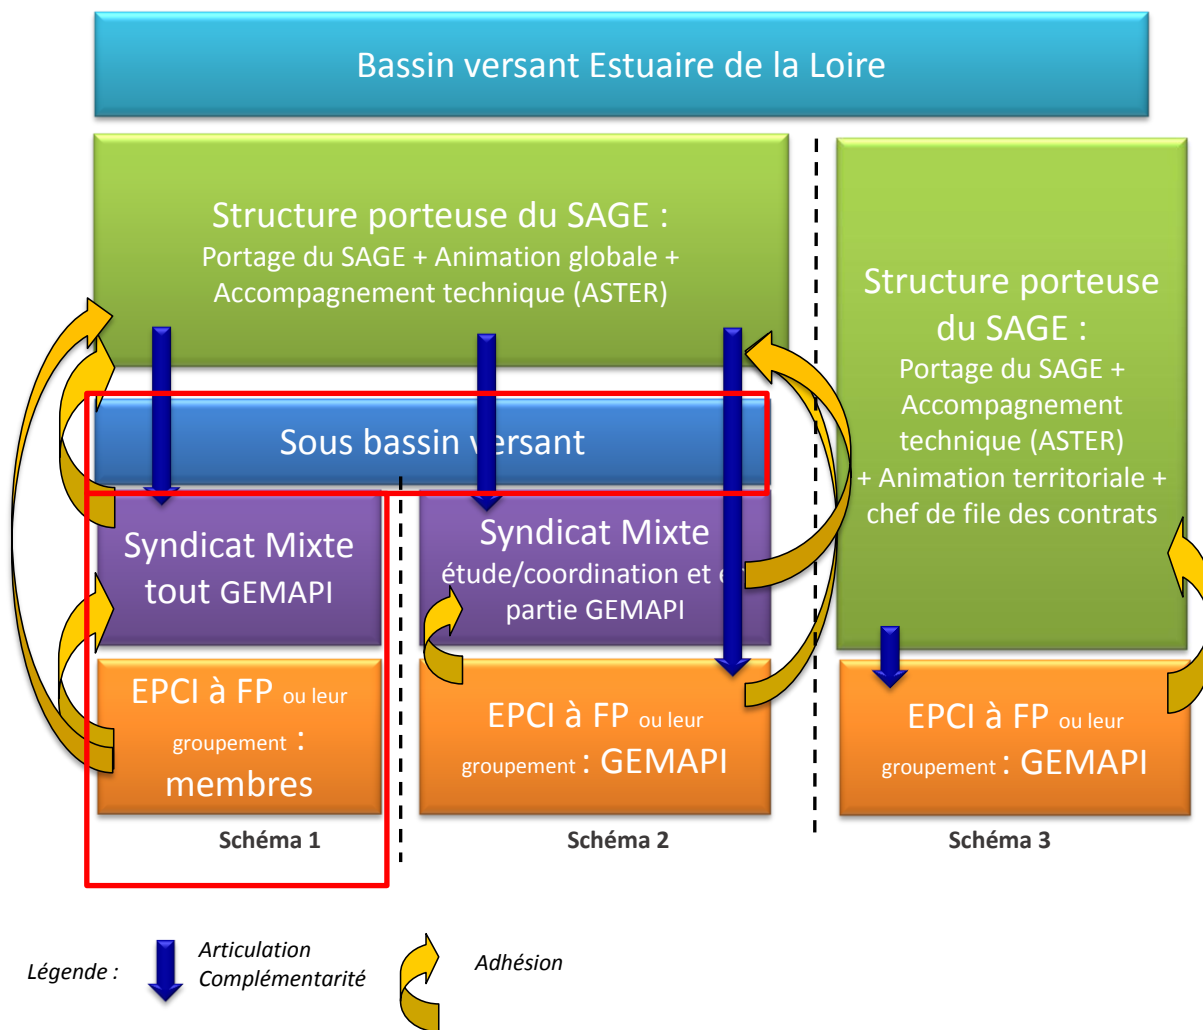 Bassin versant Estuaire de la Loire
Structure porteuse du SAGE :
Portage du SAGE + Animation globale +
Accompagnement technique (ASTER)
Structure porteuse
du SAGE :
Portage du SAGE +
Accompagnement
technique (ASTER)
+ Animation territoriale +
chef de file des contrats
Sous bassin versant
Syndicat Mixte
tout GEMAPI
Syndicat Mixte
étude/coordination et
partie GEMAPI
EPCI à FP ou leur
groupement :
membres
EPCI à FP ou leur
groupement : GEMAPI
EPCI à FP ou leur
groupement : GEMAPI
Schéma 1
Schéma 2
Schéma 3
Légende :
Articulation
Complémentarité
Adhésion